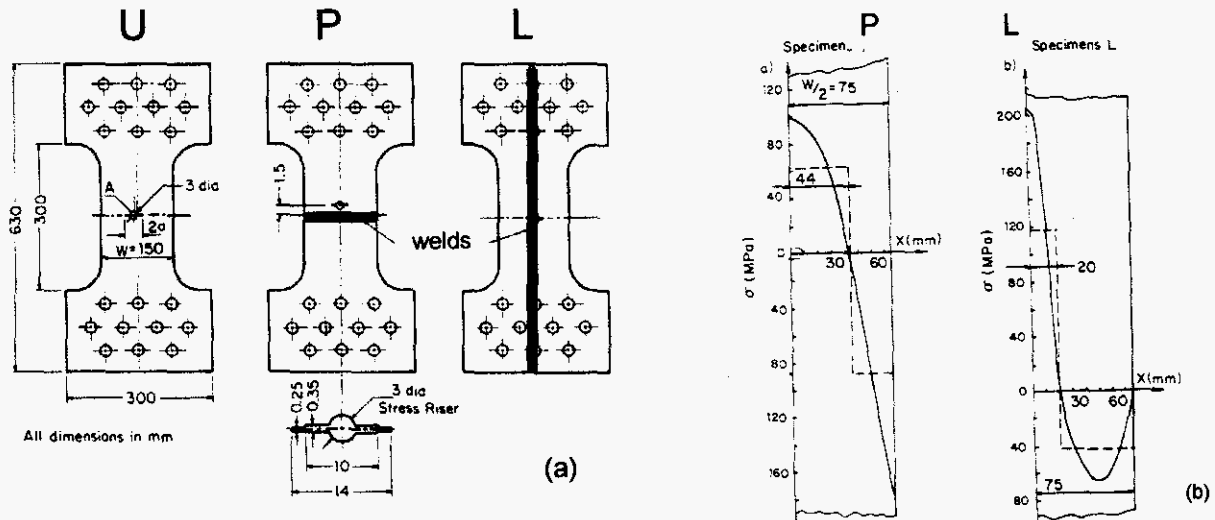 U
P
L
630
300
A
3 dia
2a
W=150
300
All dimensions in mm
1.5
welds
0.25
0.35
3 dia
Stress Riser
10
14
(a)
P
L
Specimen
a)
W/2=75
120
80
44
40
0
30
60
X(mm)
σ (MPa)
40
80
120
160
Specimens L
b)
200
160
120
80
20
40
0
30
60
X(mm)
σ (MPa)
40
75
80
(b)